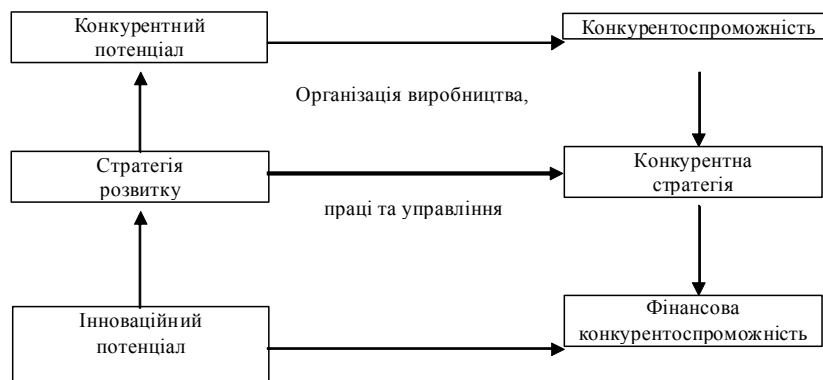 Конкурентний
потенціал
Конкурентоспроможність
Організація виробництва,
Стратегія
розвитку
Конкурентна
стратегія
праці та управління
Інноваційний
потенціал
Фінансова
конкурентоспроможність